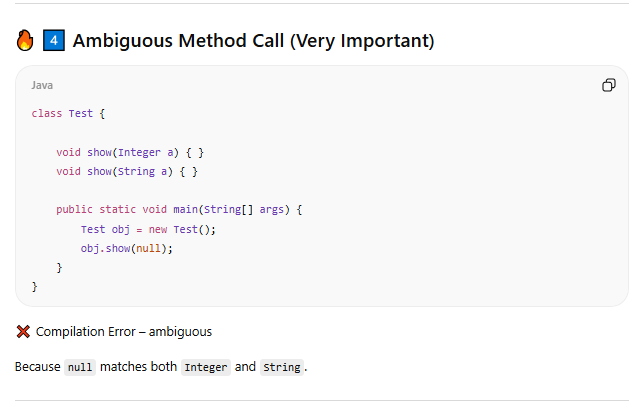 🔥 4️⃣ Ambiguous Method Call (Very Important)
Java
class Test {
    void show(Integer a) { }
    void show(String a) { }
    public static void main(String[] args) {
        Test obj = new Test();
        obj.show(null);
    }
}
❌ Compilation Error – ambiguous
Because null matches both Integer and String.